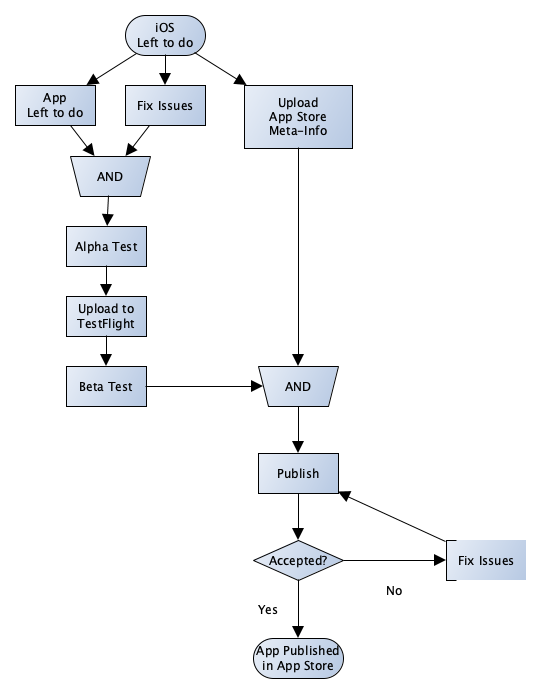 iOS
Left to do
App
Left to do
Fix Issues
Upload
App Store
Meta-Info
AND
Alpha Test
Upload to
TestFlight
Beta Test
AND
Publish
Accepted?
Fix Issues
No
Yes
App Published
in App Store